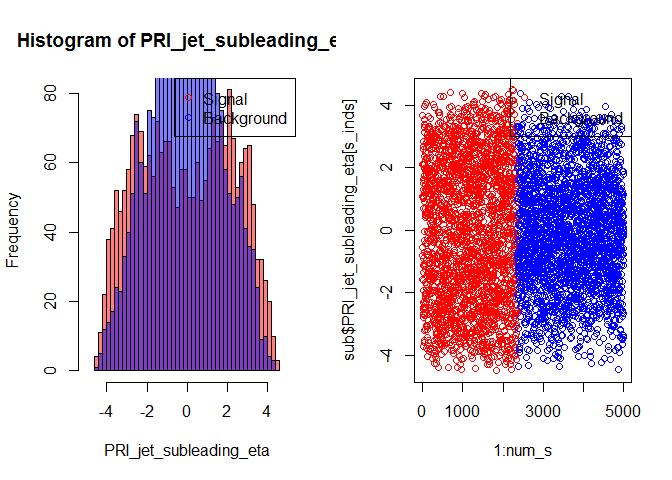 Histogram of PRI_jet_subleading_e
Frequency
0
20
40
60
80
-4
-2
0
2
4
PRI_jet_subleading_eta
Signal
Background
sub$PRI_jet_subleading_eta[s_inds]
-4
-2
0
2
4
0
1000
3000
5000
1:num_s
Signal
Background